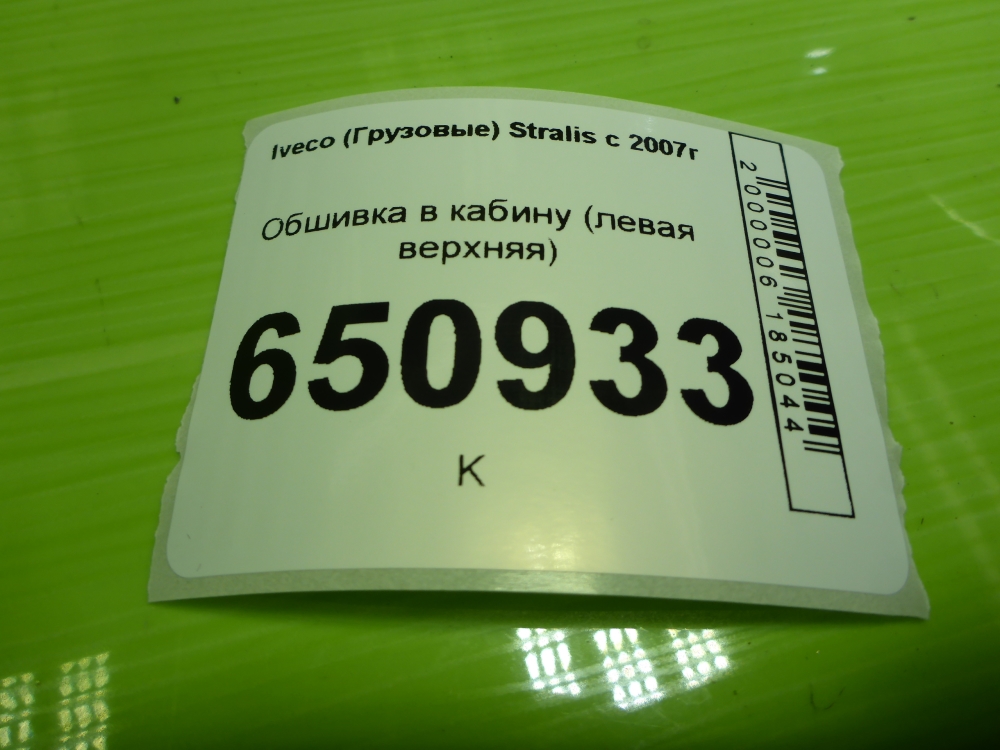 Iveco (Грузовые) Stralis с 2007г
Обшивка в кабину (левая
верхняя)
650933
К
2000006185044